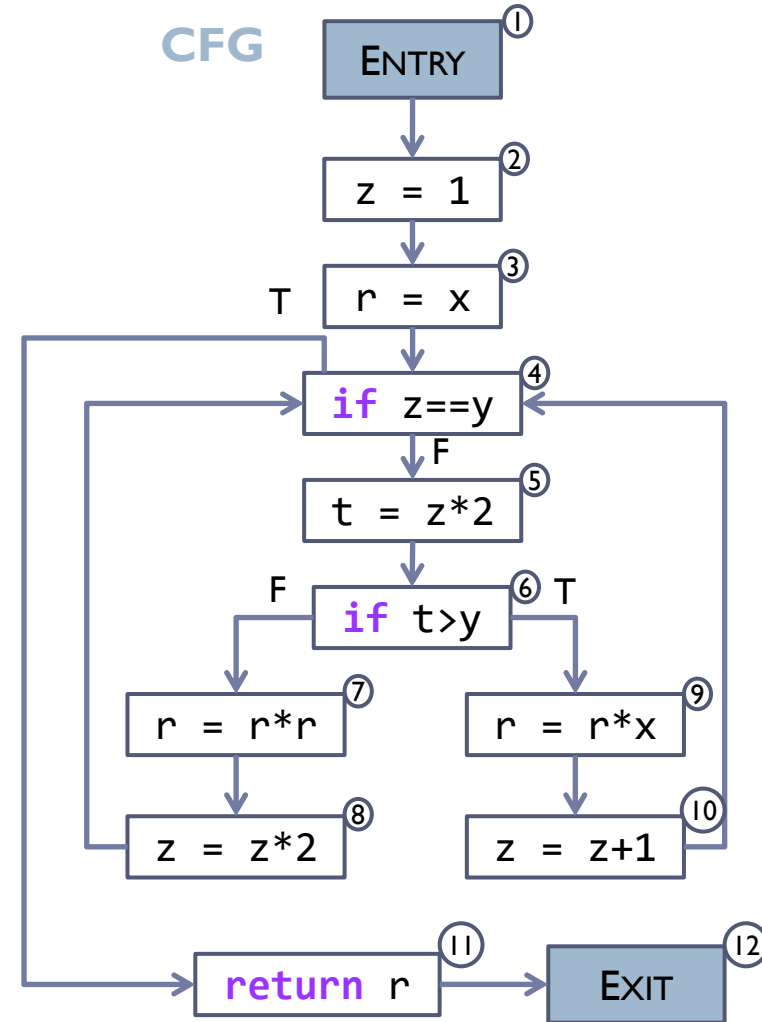 CFG
ENTRY
1
z = 1
2
r = x
3
T
if z==y
4
F
t = z*2
5
if t>y
6
F
T
r = r*r
7
r = r*x
9
z = z*2
8
z = z+1
10
return r
11
EXIT
12